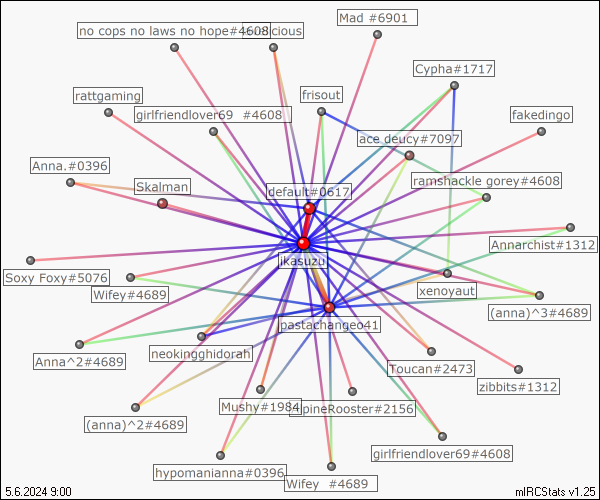 Mad #6901
no cops no laws no hope#4608
icious
Cypha#1717
rattgaming
frisout
girlfriendlover69 #4608
fakedingo
ace deucy#7097
Anna.#0396
Skalman
default#0617
ramshackle gorey#4608
Annarchist#1312
jkasuzu
Soxy Foxy#5076
Wifey#4689
xenoyaut
(anna)^3#4689
pastachangeo41
Anna^2#4689
neokingghidorah
Toucan#2473
zibbits#1312
Mushy#1984
pineRooster#2156
(anna)^2#4689
girlfriendlover69#4608
hypomanianna#0396
Wifey #4689
5.6.2024 9:00
mIRCStats v1.25